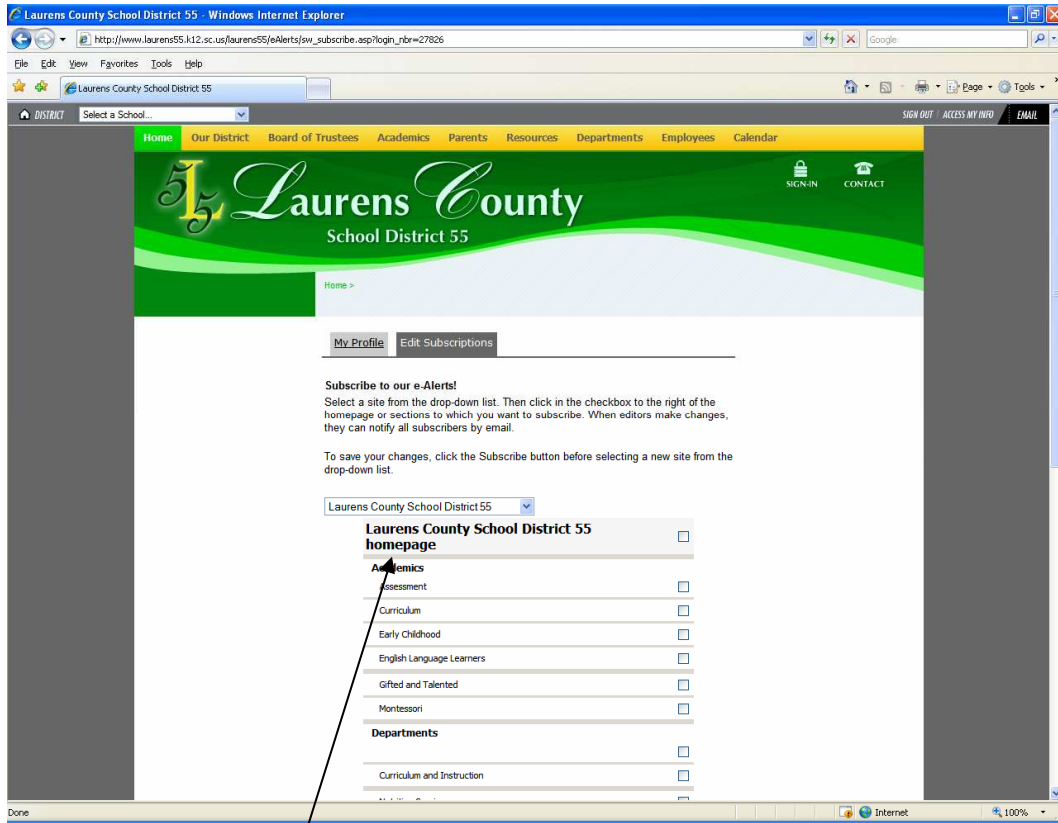 Laurens County School District 55 - Windows Internet Explorer
http://www.laurens55.k12.sc.us/laurens55/eAlerts/sw_subscribe.asp?login_nbr=27826
Google
File Edit View Favorites Tools Help
Laurens County School District 55
Page Tools
DISTRICT Select a School... SIGN OUT | ACCESS MY INFO EMAIL
Home Our District Board of Trustees Academics Parents Resources Departments Employees Calendar
55 Laurens County
School District 55
SIGN-IN CONTACT
Home >
My Profile Edit Subscriptions
Subscribe to our e-Alerts!
Select a site from the drop-down list. Then click in the checkbox to the right of the
homepage or sections to which you want to subscribe. When editors make changes,
they can notify all subscribers by email.
To save your changes, click the Subscribe button before selecting a new site from the
drop-down list.
Laurens County School District 55
Laurens County School District 55
homepage
Academics
Assessment
Curriculum
Early Childhood
English Language Learners
Gifted and Talented
Montessori
Departments
Curriculum and Instruction
Done Internet 100%